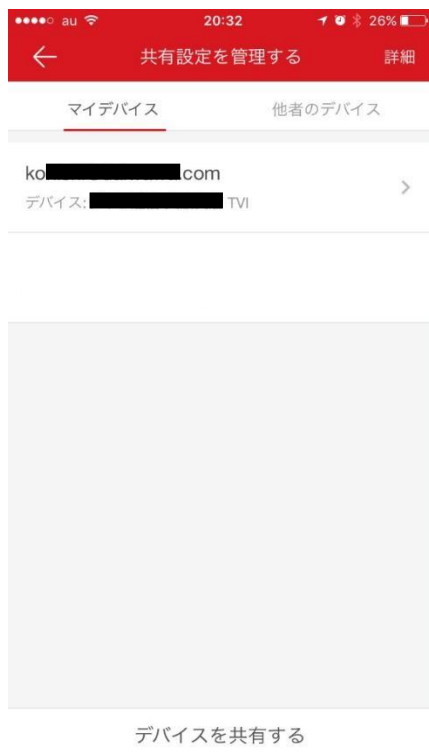 au 20:32 26%
共有設定を管理する 詳細
マイデバイス 他者のデバイス
ko .com
デバイス: TVI
デバイスを共有する